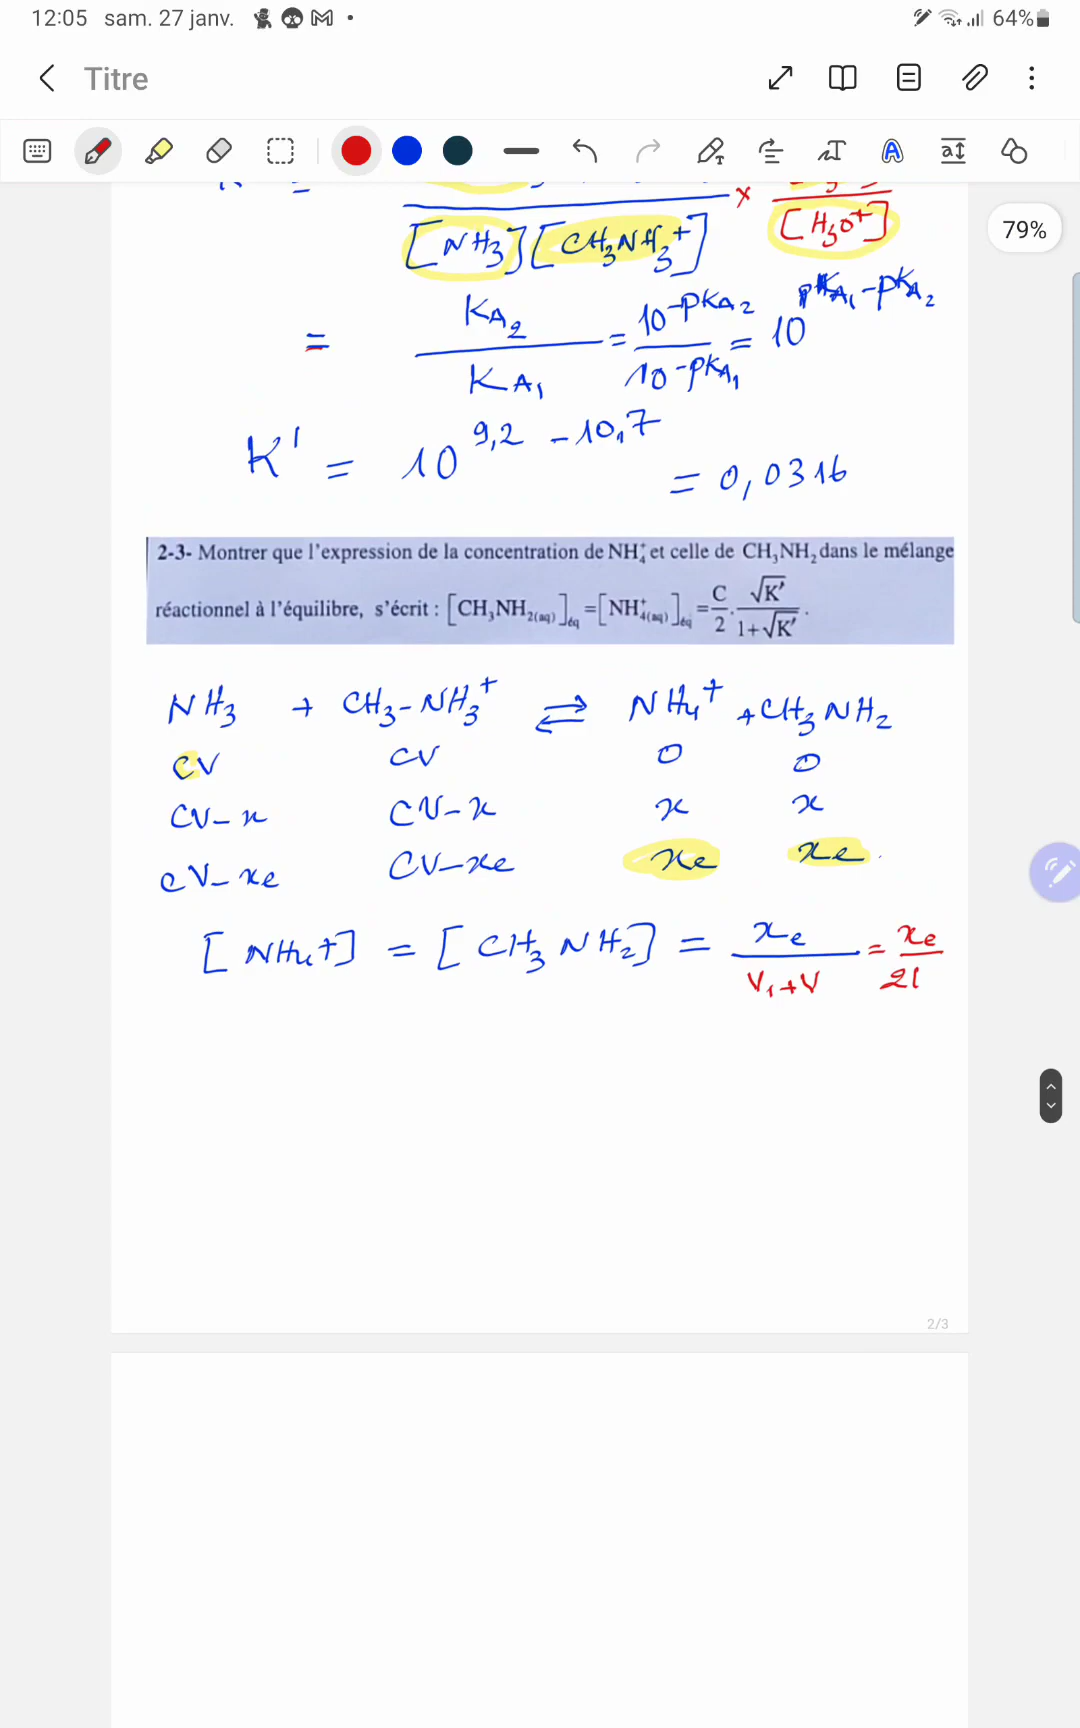 12:05 sam. 27 janv. 64%
Titre
79%
[NH3][CH3NH3+] × [H3O+]
= KA2 / KA1 = 10-pKA2 / 10-pKA1 = 10 pKA1-pKA2
K' = 10 9,2 - 10,7 = 0,0316
2-3- Montrer que l'expression de la concentration de NH4+ et celle de CH3NH2 dans le mélange
réactionnel à l'équilibre, s'écrit : [CH3NH2(aq)]éq = [NH4+(aq)]éq = C/2 . √K' / 1+√K' .
NH3 + CH3-NH3+ ⇌ NH4+ + CH3NH2
CV CV 0 0
CV-x CV-x x x
CV-xe CV-xe xe xe .
[NH4+] = [CH3NH2] = xe / V1+V = xe / 2
2/3